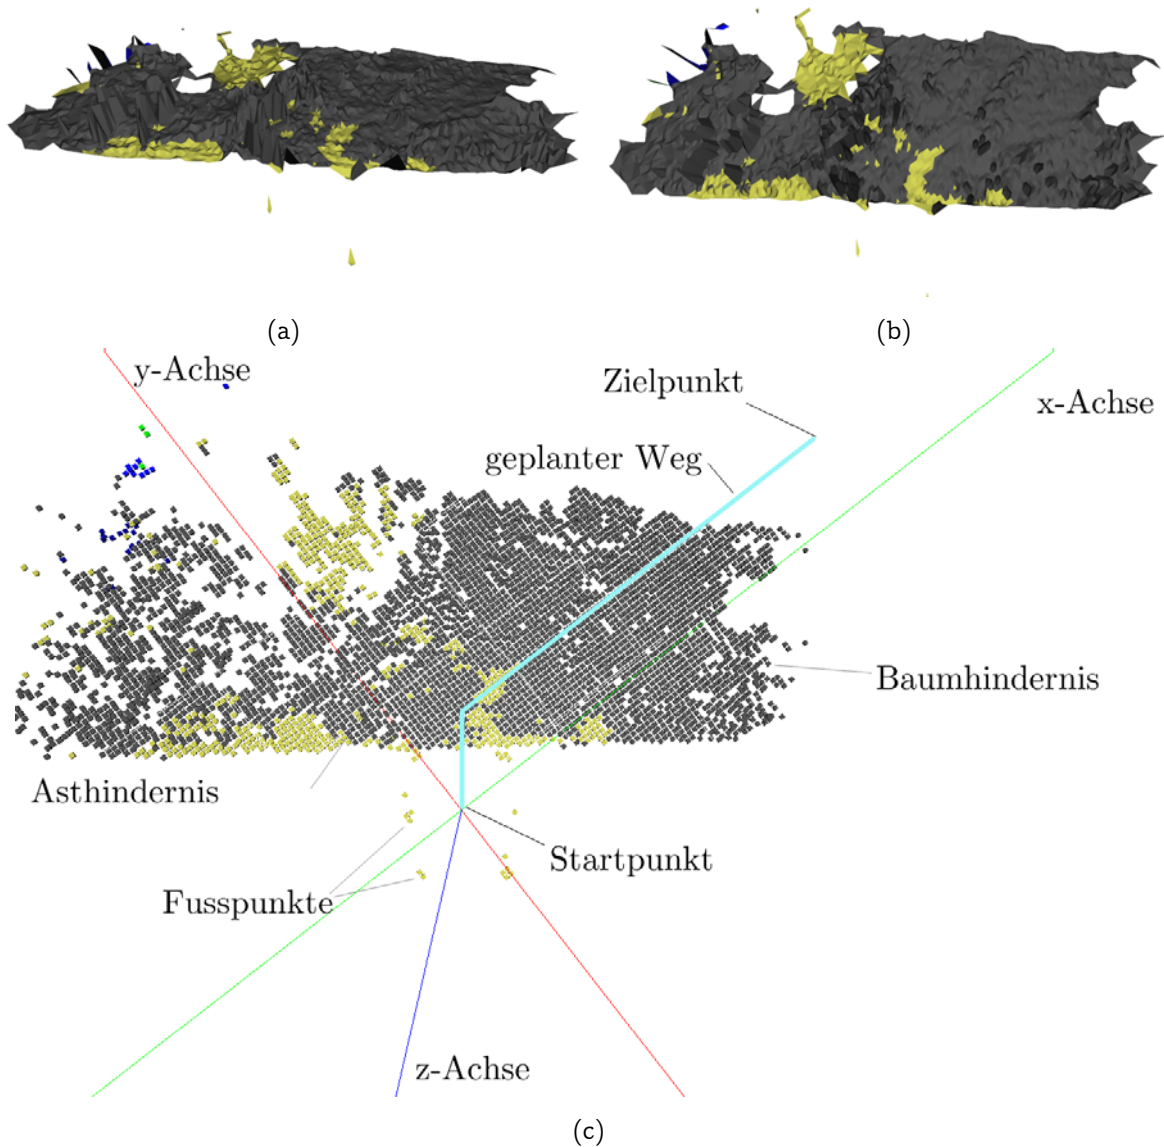 (a)
(b)
y-Achse
Zielpunkt
x-Achse
geplanter Weg
Baumhindernis
Asthindernis
Startpunkt
Fusspunkte
z-Achse
(c)